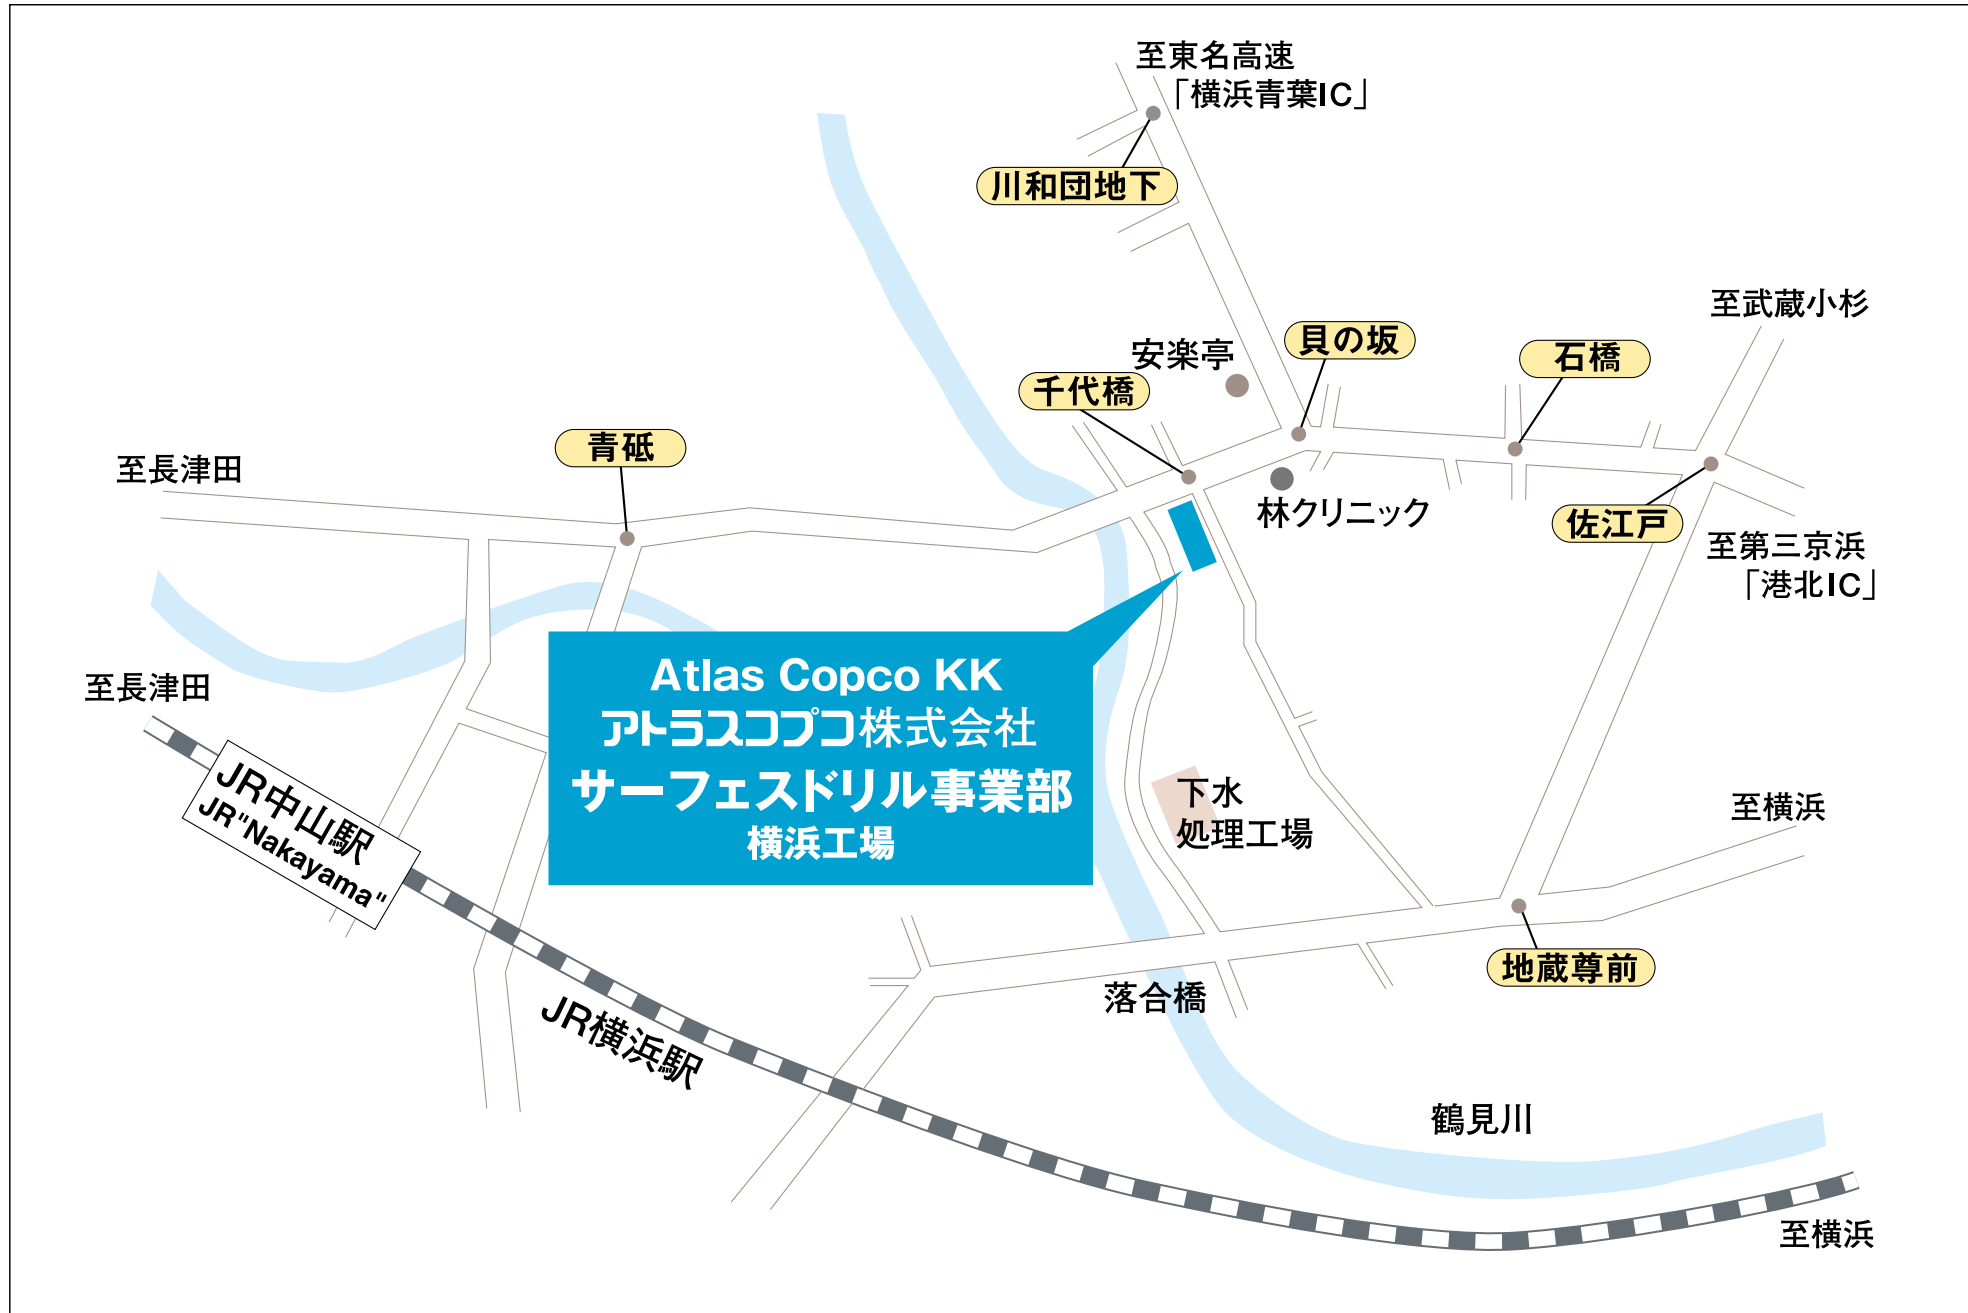 至東名高速
「横浜青葉IC」
川和団地下
至武蔵小杉
貝の坂
石橋
安楽亭
千代橋
青砥
至長津田
林クリニック
佐江戸
至第三京浜
「港北IC」
Atlas Copco KK
アトラスコプコ株式会社
サーフェスドリル事業部
横浜工場
至長津田
JR中山駅
JR"Nakayama"
下水
処理工場
至横浜
地蔵尊前
落合橋
JR横浜駅
鶴見川
至横浜